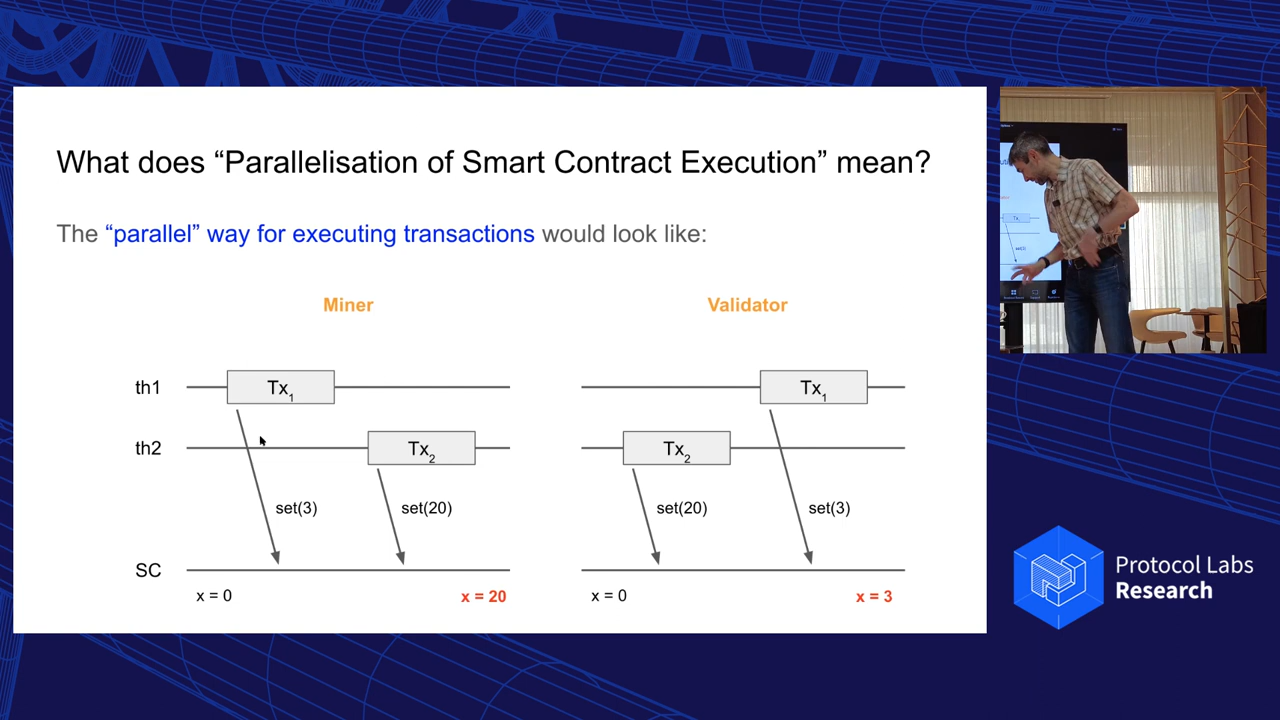 What does “Parallelisation of Smart Contract Execution” mean?
The “parallel” way for executing transactions would look like:
Miner
Validator
th1
Tx1
Tx1
th2
Tx2
Tx2
set(3)
set(20)
set(20)
set(3)
SC
x = 0
x = 20
x = 0
x = 3
Protocol Labs
Research